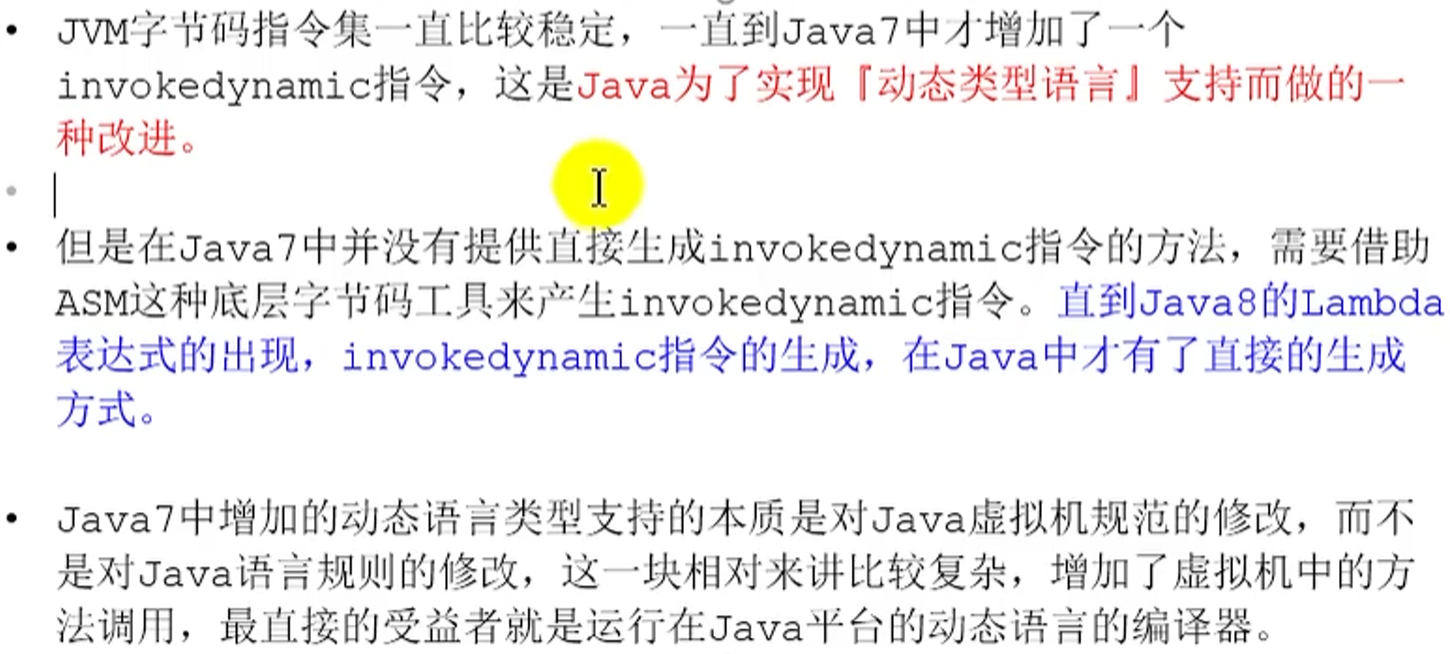 • JVM字节码指令集一直比较稳定，一直到Java7中才增加了一个
invokedynamic指令，这是Java为了实现『动态类型语言』支持而做的一
种改进。
•
• 但是在Java7中并没有提供直接生成invokedynamic指令的方法，需要借助
ASM这种底层字节码工具来产生invokedynamic指令。直到Java8的Lambda
表达式的出现，invokedynamic指令的生成，在Java中才有了直接的生成
方式。
• Java7中增加的动态语言类型支持的本质是对Java虚拟机规范的修改，而不
是对Java语言规则的修改，这一块相对来讲比较复杂，增加了虚拟机中的方
法调用，最直接的受益者就是运行在Java平台的动态语言的编译器。